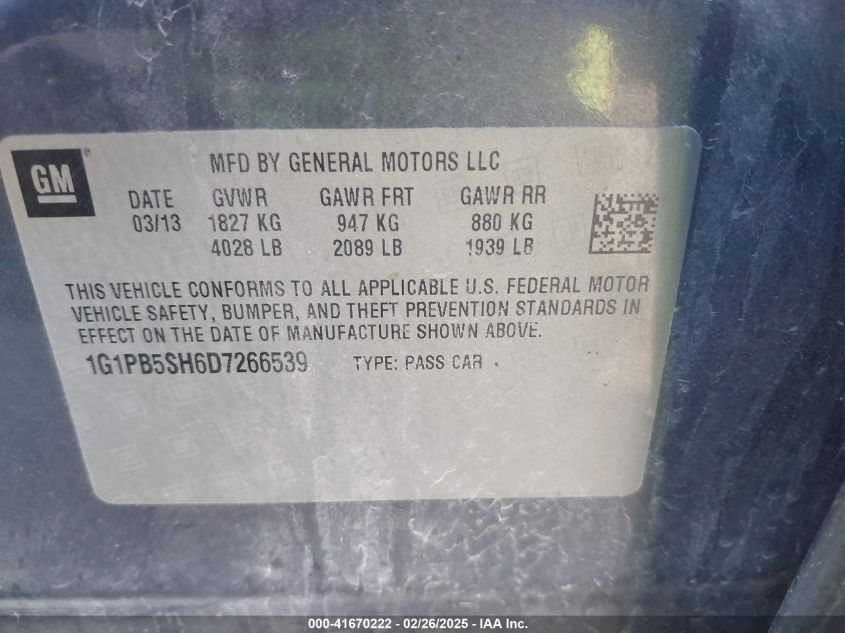 GM
MFD BY GENERAL MOTORS LLC
DATE GVWR GAWR FRT GAWR RR
03/13 1827 KG 947 KG 880 KG
4028 LB 2089 LB 1939 LB
THIS VEHICLE CONFORMS TO ALL APPLICABLE U.S. FEDERAL MOTOR
VEHICLE SAFETY, BUMPER, AND THEFT PREVENTION STANDARDS IN
EFFECT ON THE DATE OF MANUFACTURE SHOWN ABOVE.
1G1PB5SH6D7266539 TYPE: PASS CAR
000-41670222 - 02/26/2025 - IAA Inc.